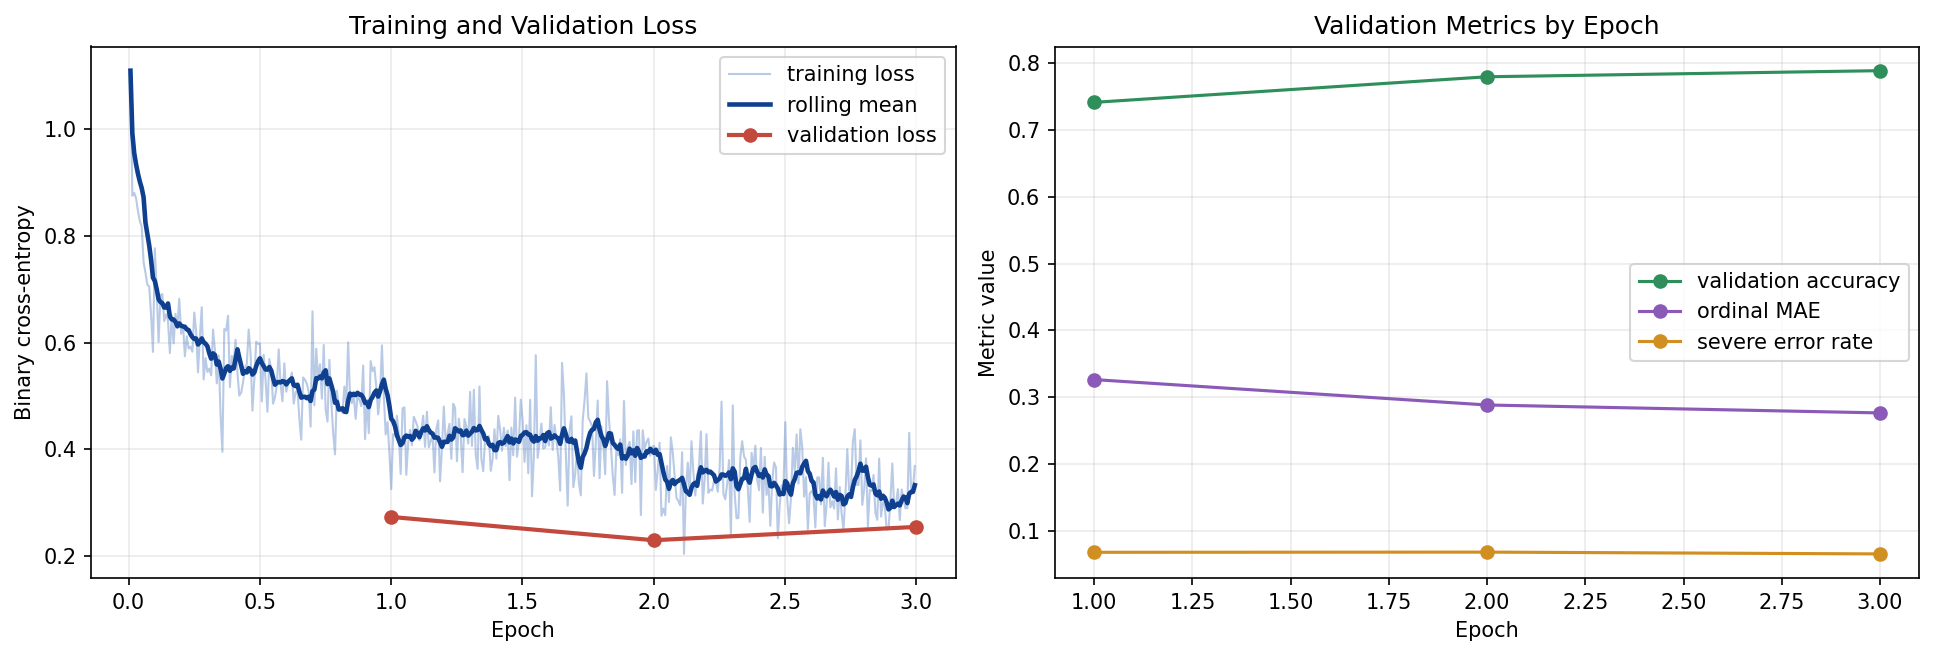 Training and Validation Loss
training loss
rolling mean
validation loss
1.0
0.8
0.6
0.4
0.2
Binary cross-entropy
0.0 0.5 1.0 1.5 2.0 2.5 3.0
Epoch
Validation Metrics by Epoch
0.8
0.7
0.6
0.5
0.4
0.3
0.2
0.1
Metric value
validation accuracy
ordinal MAE
severe error rate
1.00 1.25 1.50 1.75 2.00 2.25 2.50 2.75 3.00
Epoch